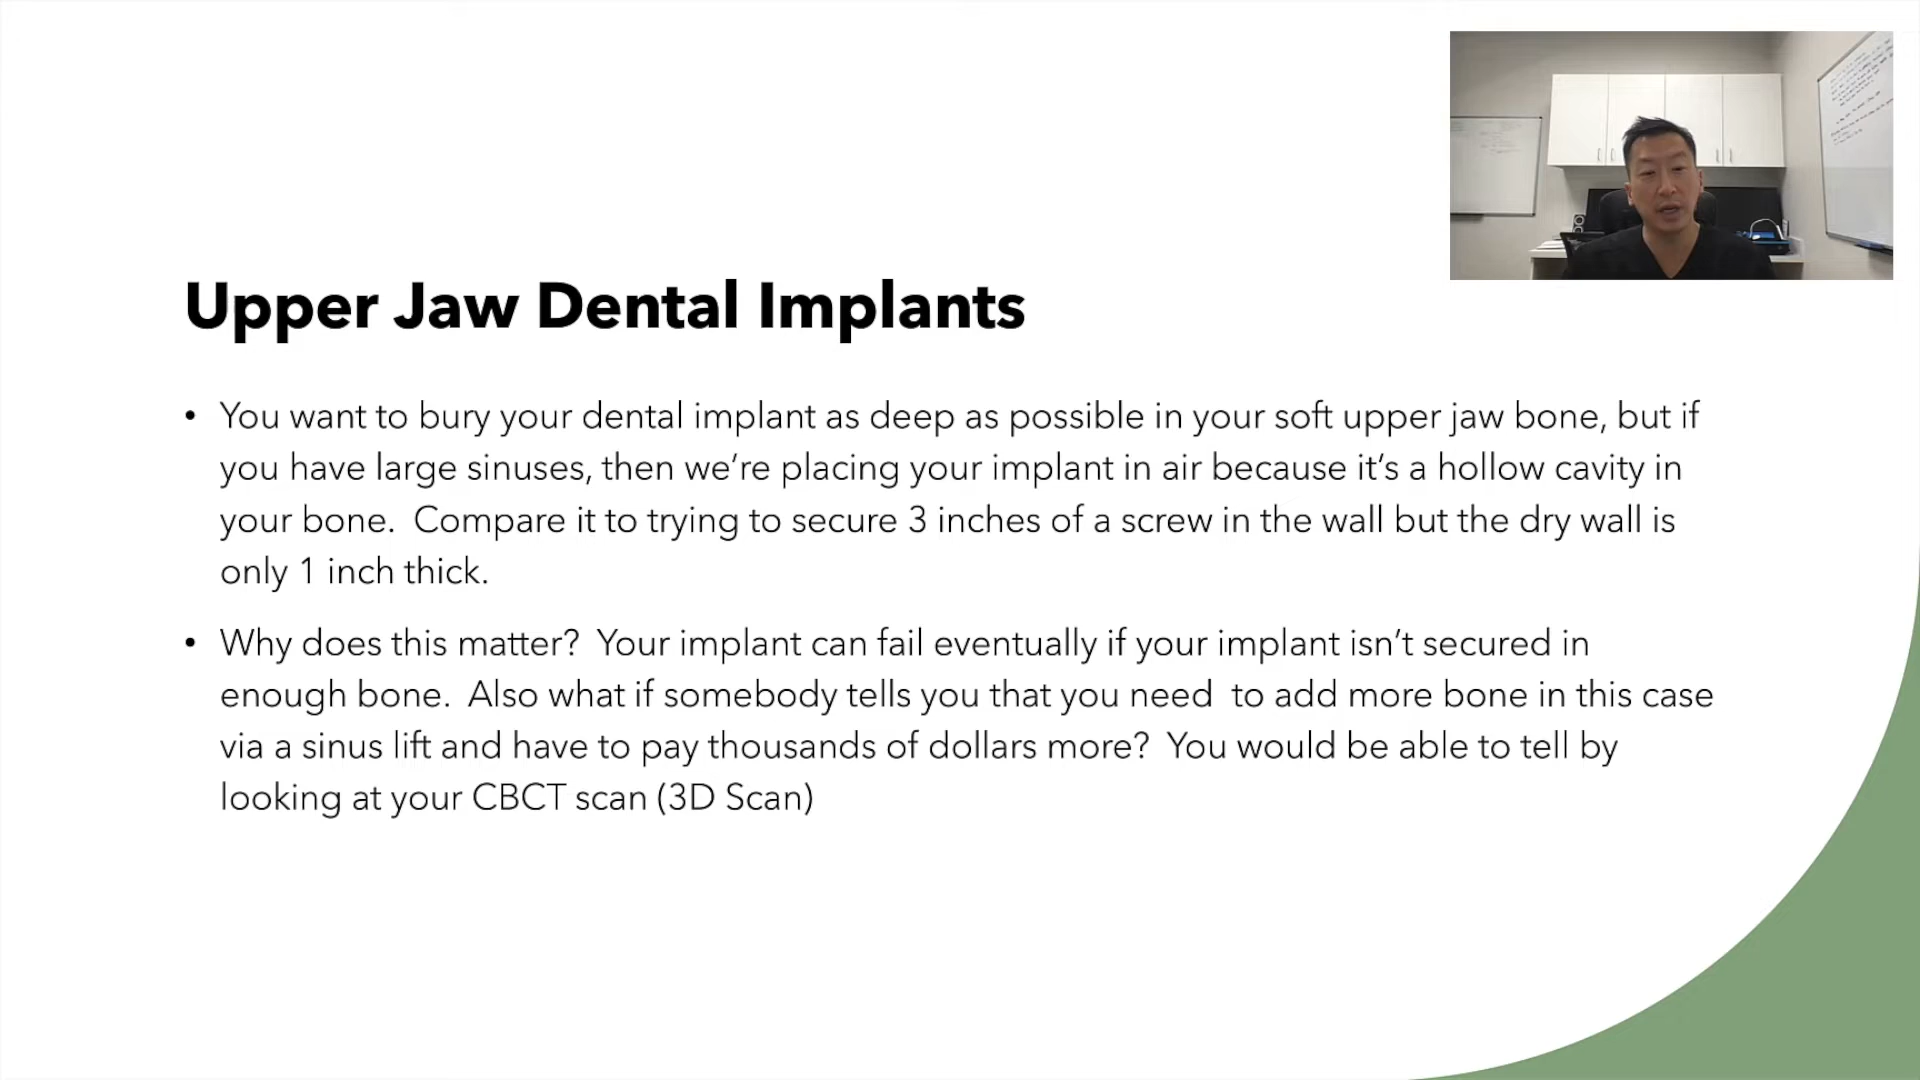 Upper Jaw Dental Implants
• You want to bury your dental implant as deep as possible in your soft upper jaw bone, but if
you have large sinuses, then we're placing your implant in air because it's a hollow cavity in
your bone.  Compare it to trying to secure 3 inches of a screw in the wall but the dry wall is
only 1 inch thick.
• Why does this matter?  Your implant can fail eventually if your implant isn't secured in
enough bone.  Also what if somebody tells you that you need  to add more bone in this case
via a sinus lift and have to pay thousands of dollars more?  You would be able to tell by
looking at your CBCT scan (3D Scan)